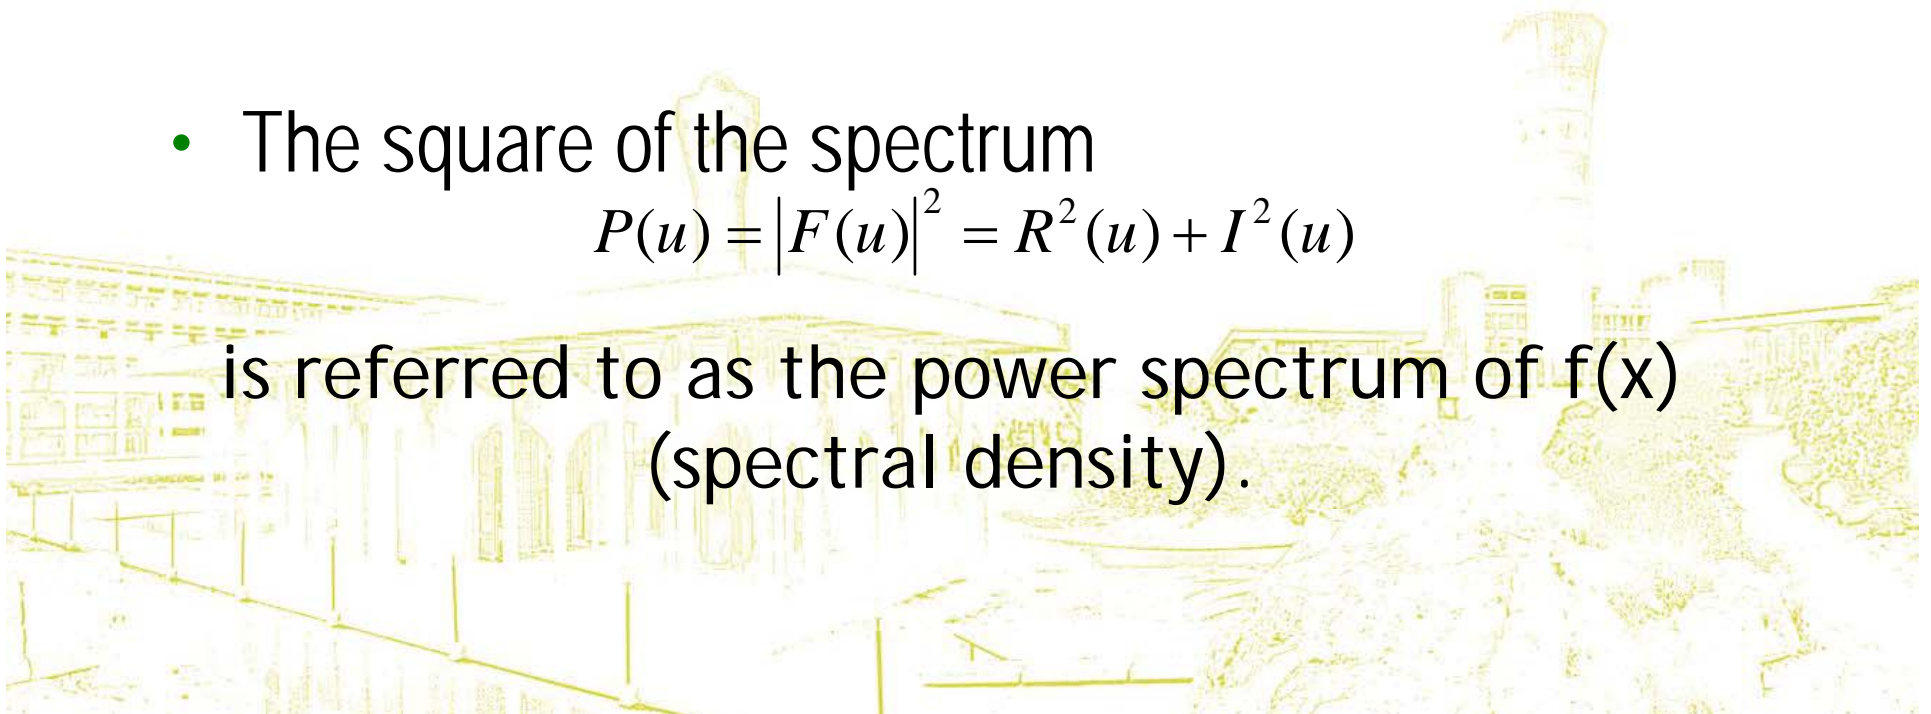 • The square of the spectrum
P(u) = |F(u)|² = R²(u) + I²(u)
is referred to as the power spectrum of f(x)
(spectral density).